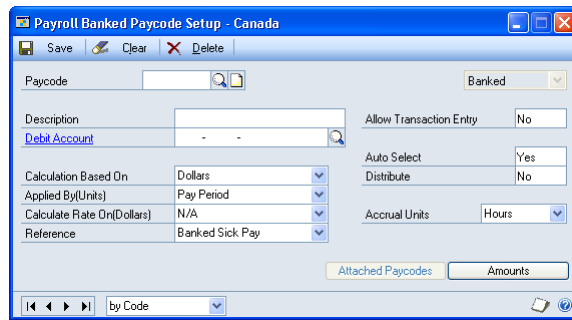 Payroll Banked Paycode Setup - Canada
Save Clear Delete
Paycode Banked
Description Allow Transaction Entry No
Debit Account - - 
Auto Select Yes
Calculation Based On Dollars Distribute No
Applied By(Units) Pay Period
Calculate Rate On(Dollars) N/A Accrual Units Hours
Reference Banked Sick Pay
Attached Paycodes Amounts
by Code